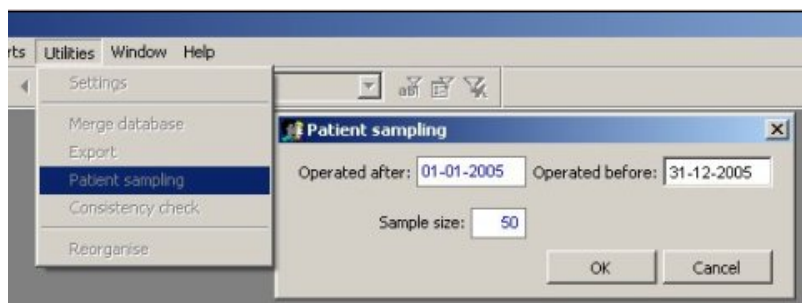 rts Utilities Window Help
Settings
Merge database
Export
Patient sampling
Consistency check
Reorganise
Patient sampling
Operated after: 01-01-2005 Operated before: 31-12-2005
Sample size: 50
OK Cancel